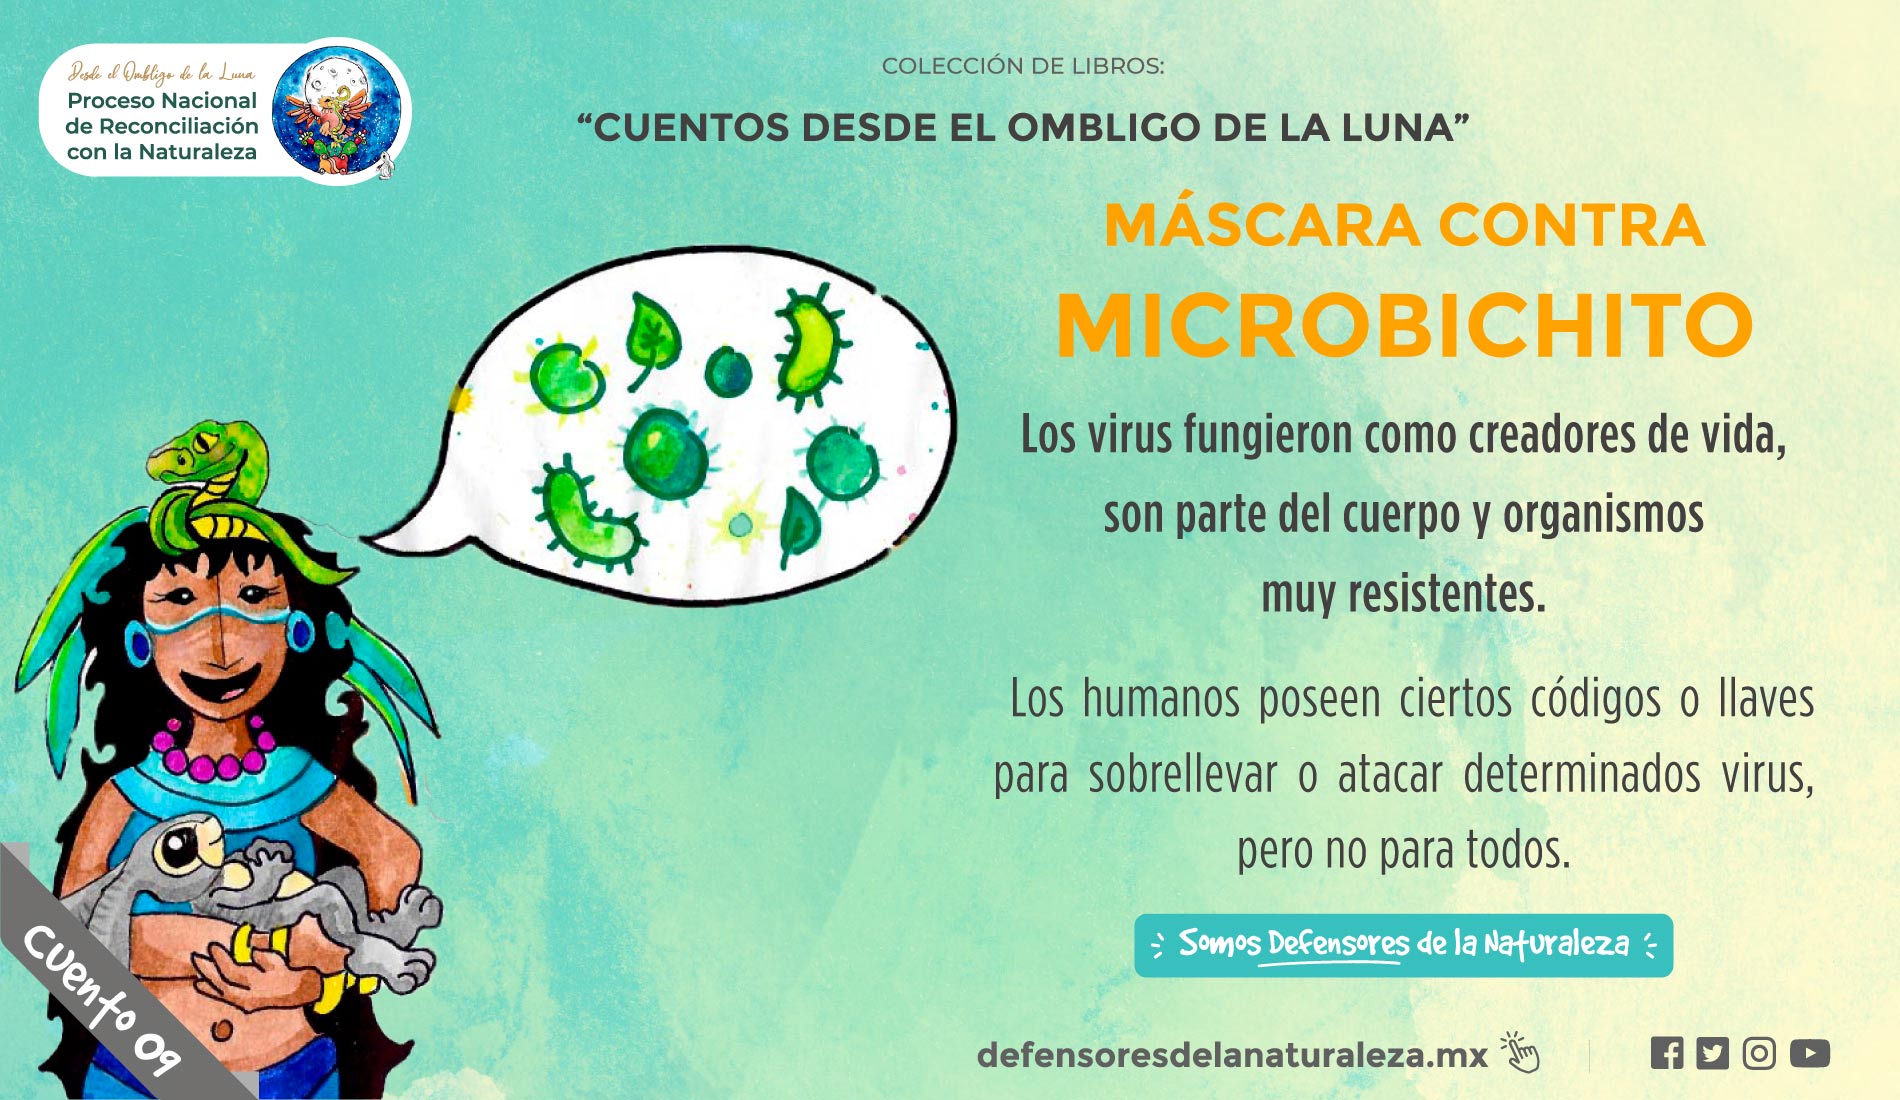 Desde el Ombligo de la Luna
Proceso Nacional
de Reconciliación
con la Naturaleza
COLECCIÓN DE LIBROS:
“CUENTOS DESDE EL OMBLIGO DE LA LUNA”
MÁSCARA CONTRA
MICROBICHITO
Los virus fungieron como creadores de vida,
son parte del cuerpo y organismos
muy resistentes.
Los humanos poseen ciertos códigos o llaves
para sobrellevar o atacar determinados virus,
pero no para todos.
Somos Defensores de la Naturaleza
Cuento 09
defensoresdelanaturaleza.mx